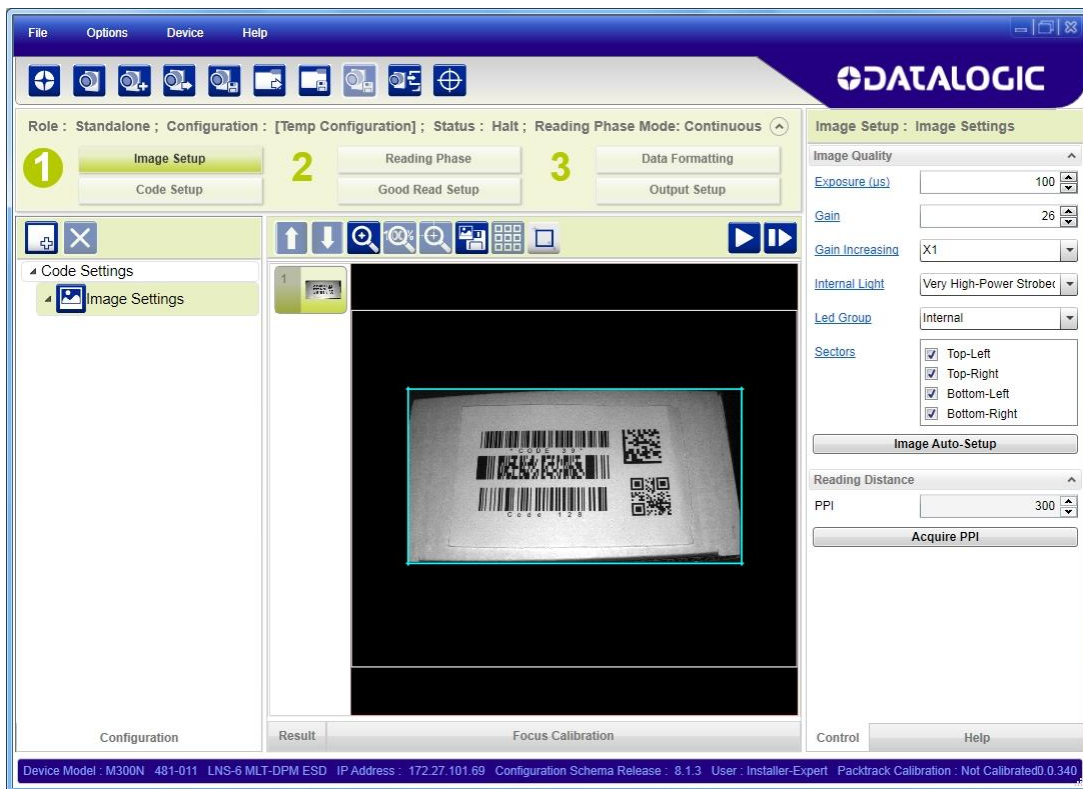 File Options Device Help
DATALOGIC
Role : Standalone ; Configuration : [Temp Configuration] ; Status : Halt ; Reading Phase Mode: Continuous
1 Image Setup 2 Reading Phase 3 Data Formatting
Code Setup Good Read Setup Output Setup
Code Settings
Image Settings
1
*CODE 39*
Code 128
Configuration
Result Focus Calibration
Image Setup : Image Settings
Image Quality
Exposure (µs) 100
Gain 26
Gain Increasing X1
Internal Light Very High-Power Strobec
Led Group Internal
Sectors Top-Left
Top-Right
Bottom-Left
Bottom-Right
Image Auto-Setup
Reading Distance
PPI 300
Acquire PPI
Control Help
Device Model : M300N 481-011 LNS-6 MLT-DPM ESD IP Address : 172.27.101.69 Configuration Schema Release : 8.1.3 User : Installer-Expert Packtrack Calibration : Not Calibrated0.0.340